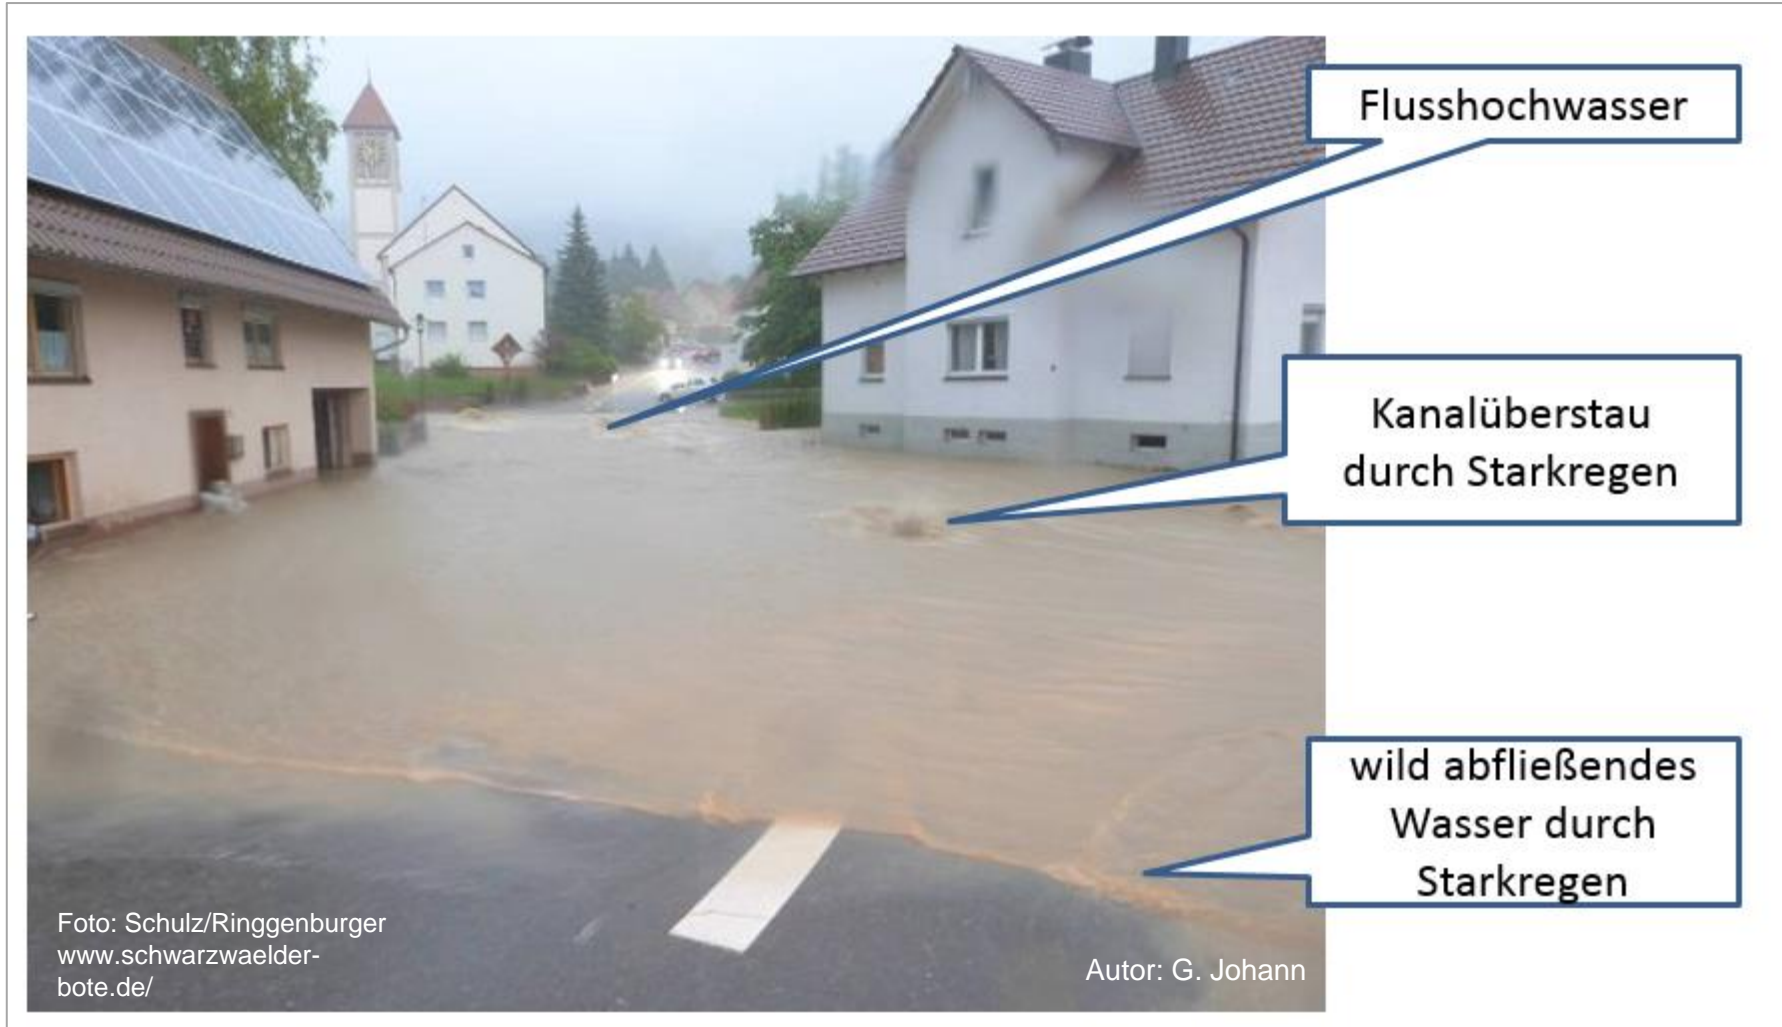 Flusshochwasser
Kanalüberstau
durch Starkregen
wild abfließendes
Wasser durch
Starkregen
Foto: Schulz/Ringgenburger
www.schwarzwaelder-
bote.de/
Autor: G. Johann